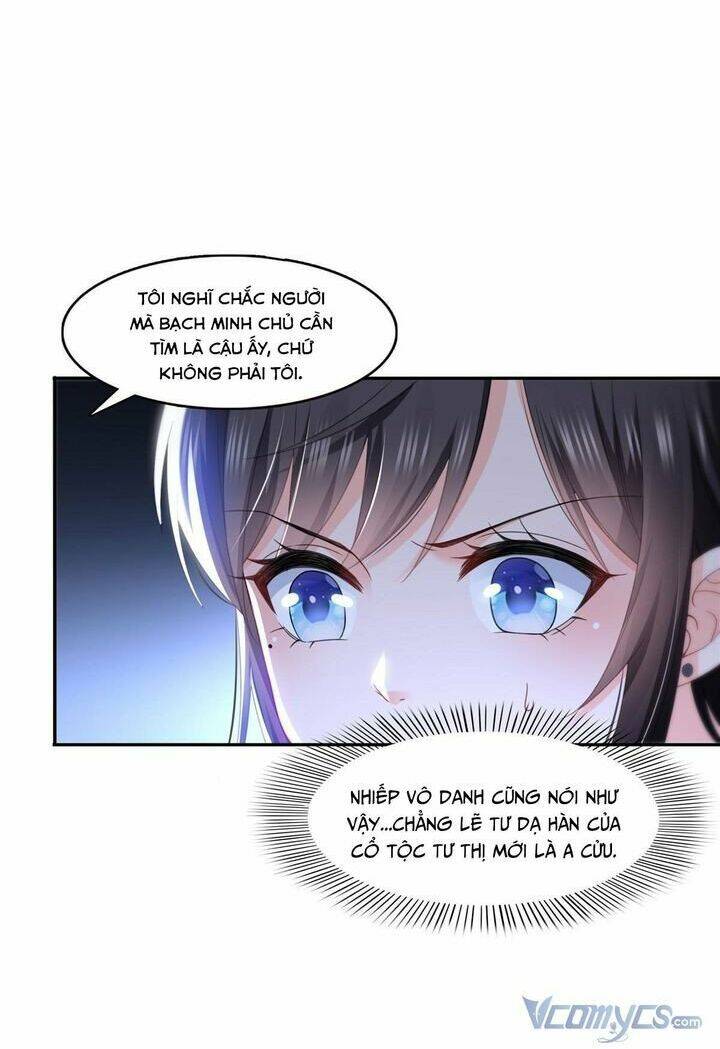 TÔI NGHĨ CHẮC NGƯỜI
MÀ BẠCH MINH CHỦ CẦN
TÌM LÀ CẬU ẤY, CHỨ
KHÔNG PHẢI TÔI.
NHIẾP VÔ DANH CŨNG NÓI NHƯ
VẬY...CHẲNG LẼ TƯ DẠ HÀN CỦA
CỔ TỘC TƯ THỊ MỚI LÀ A CỬU.
VCOMYCS.com